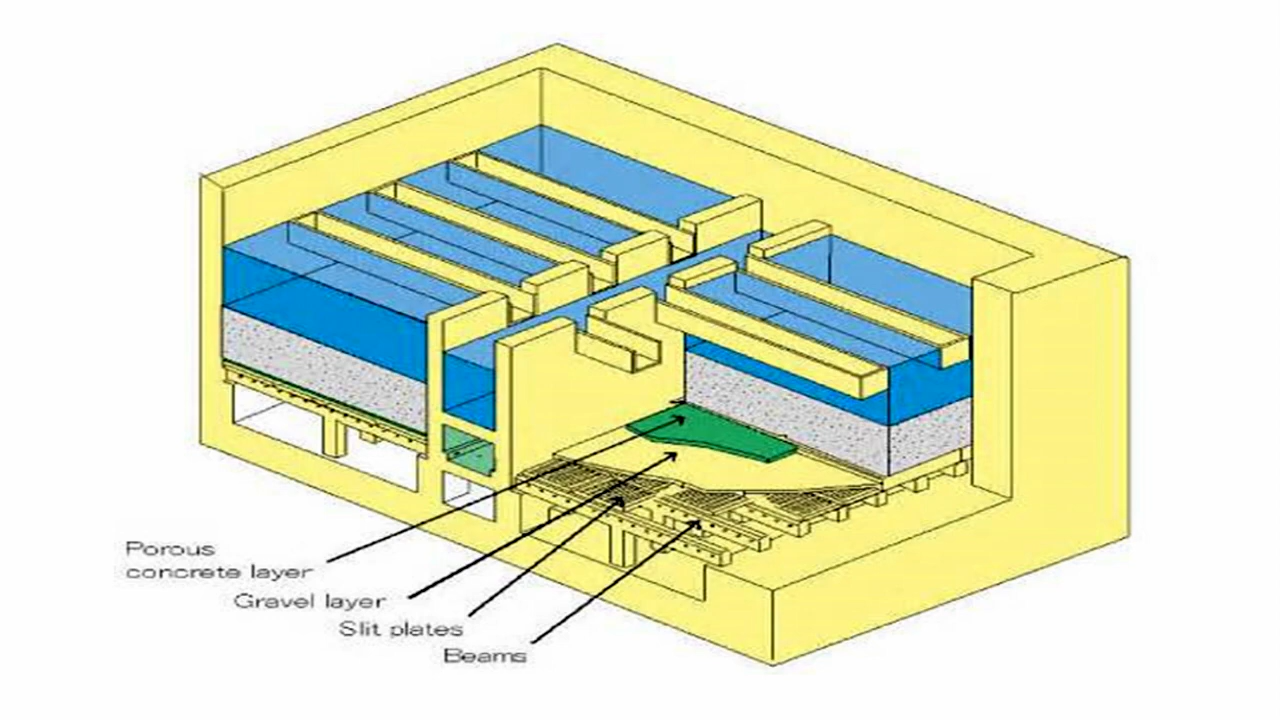 Porous
concrete layer
Gravel layer
Slit plates
Beams